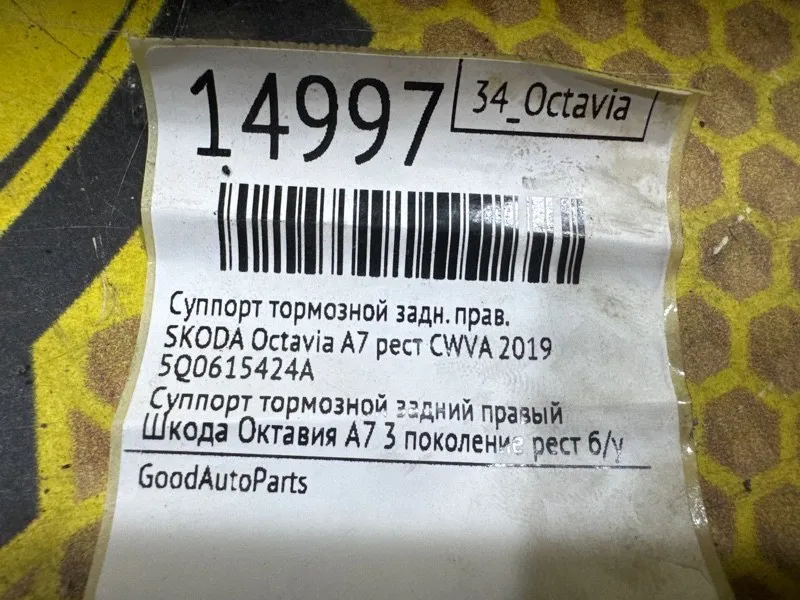 14997
34_Octavia
Суппорт тормозной задн. прав.
SKODA Octavia A7 рест CWVA 2019
5Q0615424A
Суппорт тормозной задний правый
Шкода Октавия А7 3 поколение рест б/у
GoodAutoParts